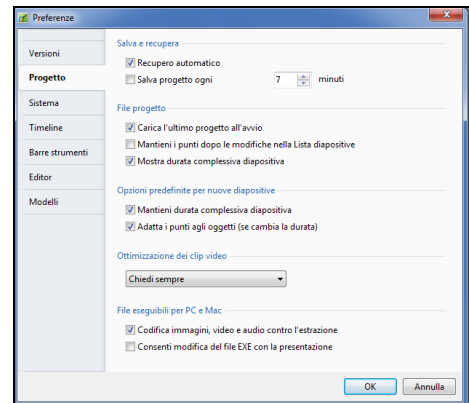 Preferenze
Versioni
Progetto
Sistema
Timeline
Barre strumenti
Editor
Modelli
Salva e recupera
Recupero automatico
Salva progetto ogni 7 minuti
File progetto
Carica l'ultimo progetto all'avvio
Mantieni i punti dopo le modifiche nella Lista diapositive
Mostra durata complessiva diapositiva
Opzioni predefinite per nuove diapositive
Mantieni durata complessiva diapositiva
Adatta i punti agli oggetti (se cambia la durata)
Ottimizzazione dei clip video
Chiedi sempre
File eseguibili per PC e Mac
Codifica immagini, video e audio contro l'estrazione
Consenti modifica del file EXE con la presentazione
OK Annulla